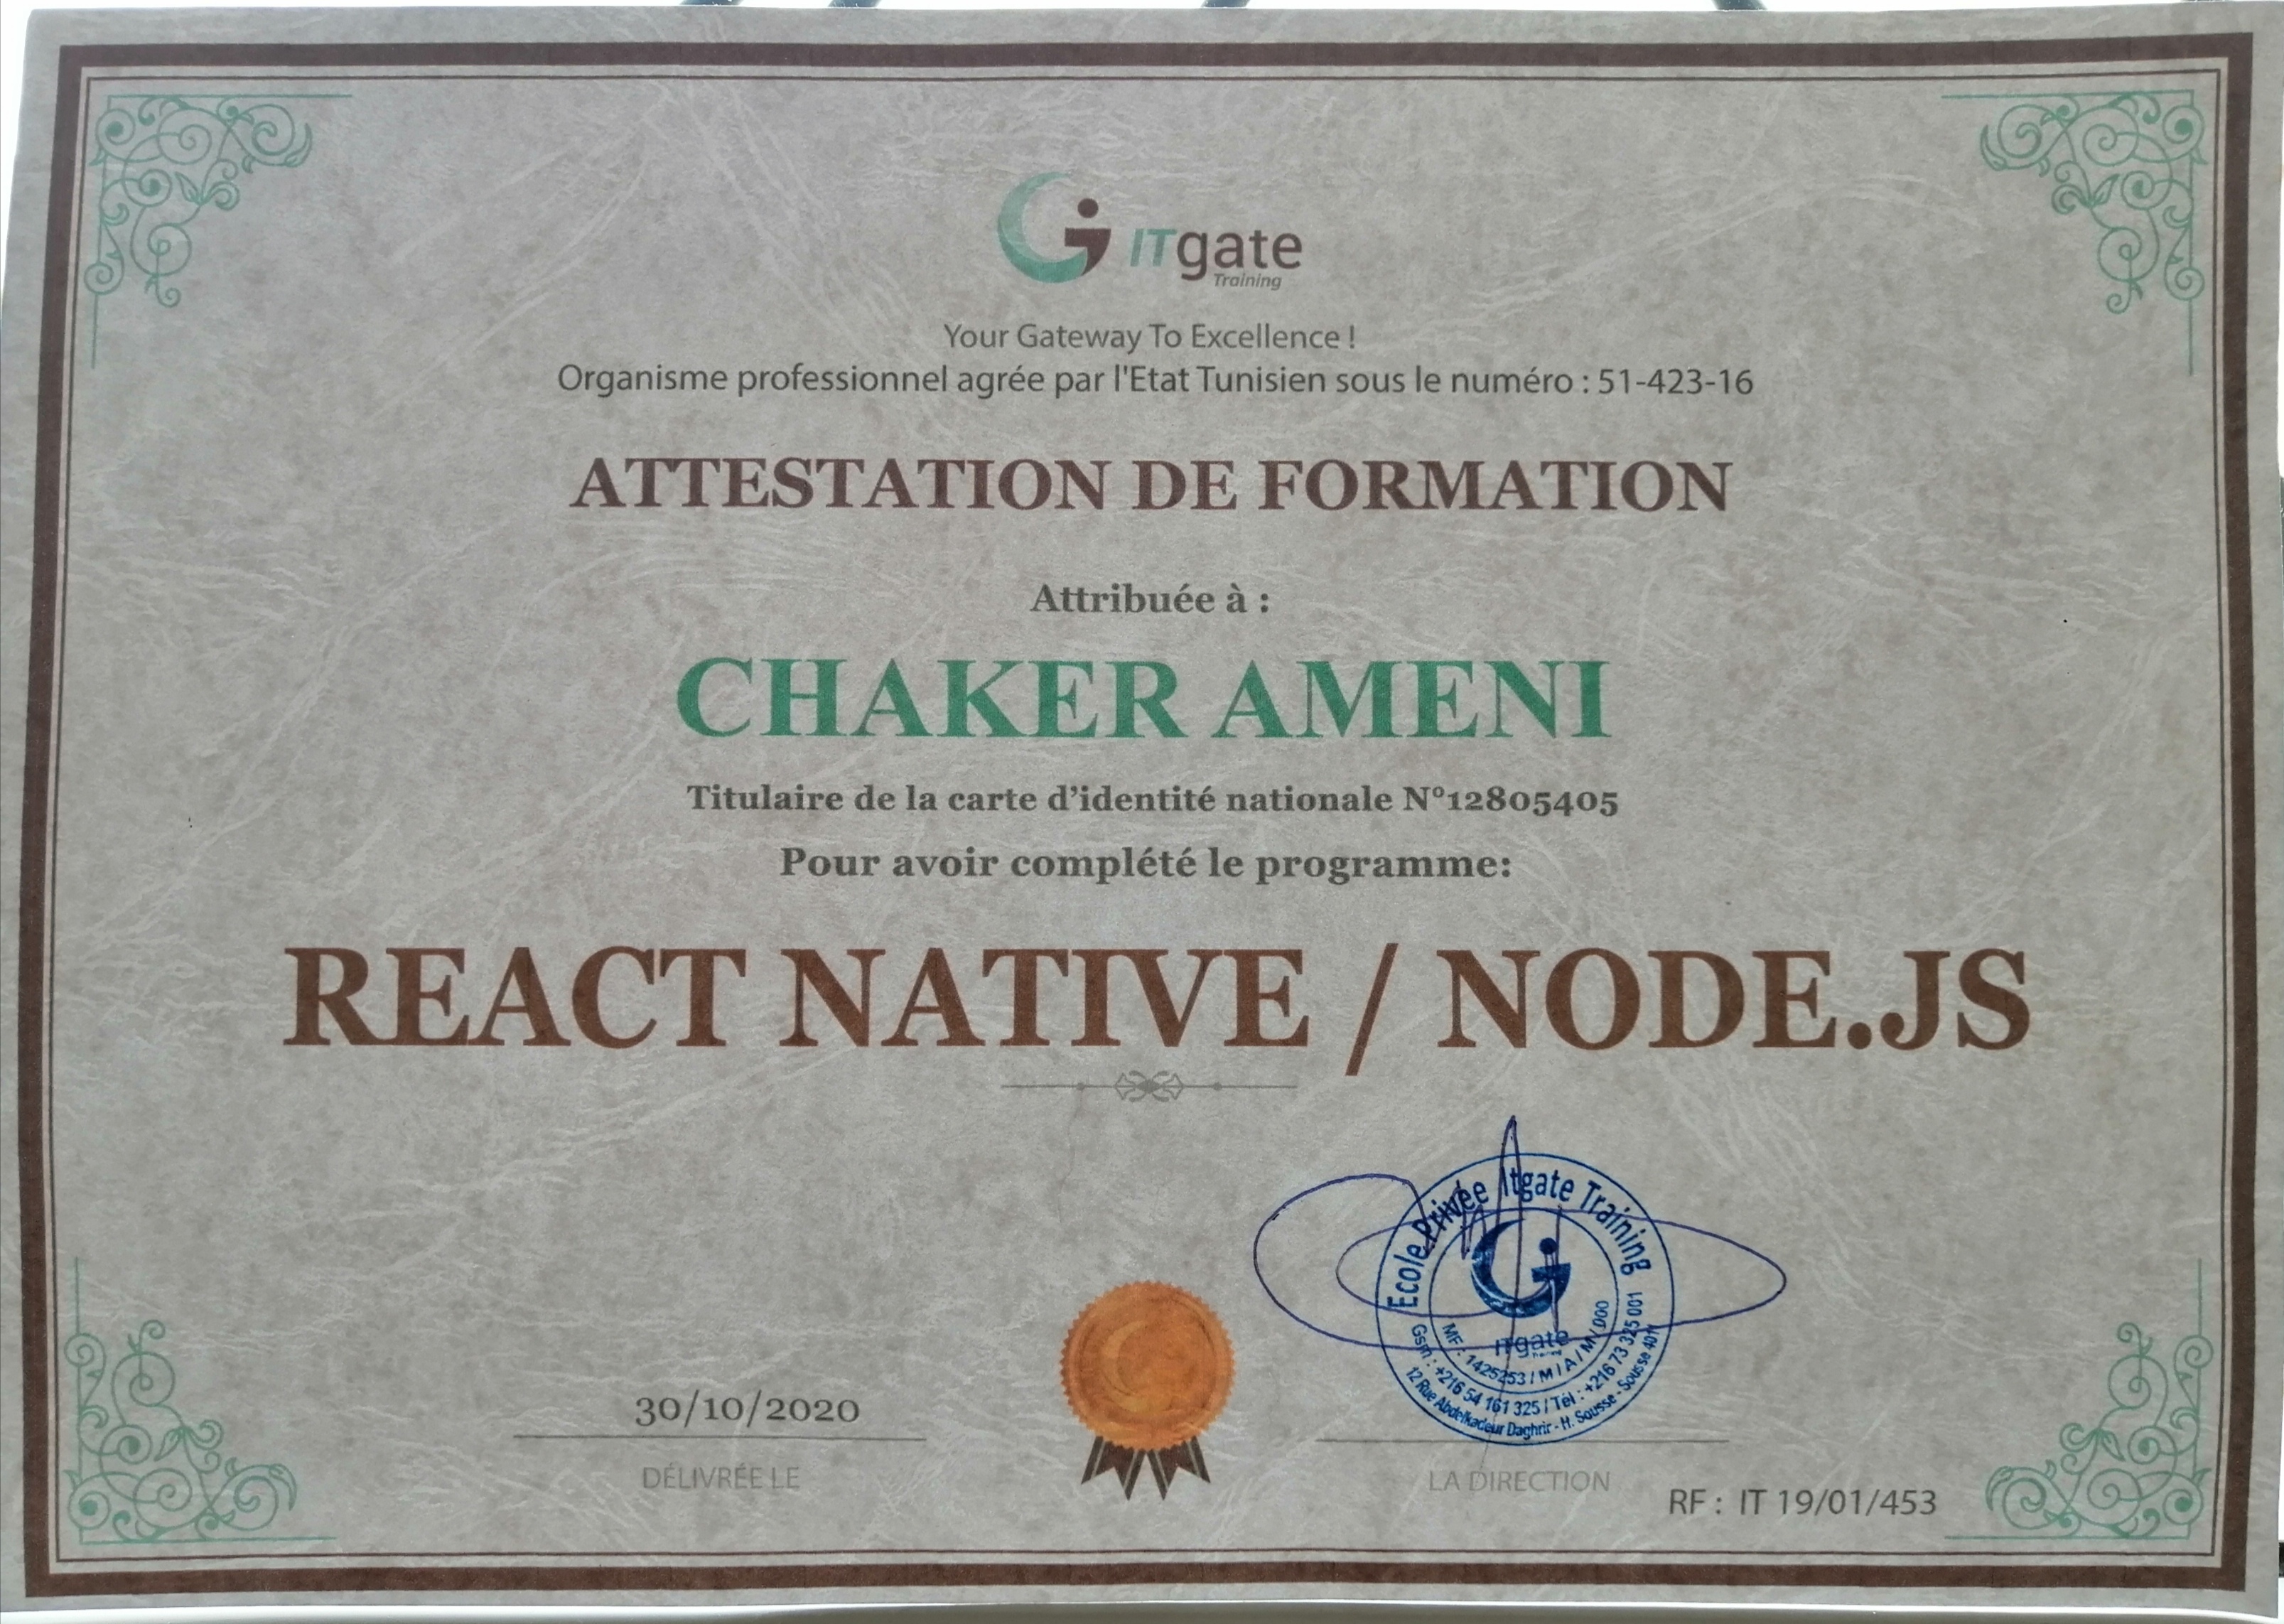 ITgate
Training
Your Gateway To Excellence !
Organisme professionnel agrée par l'Etat Tunisien sous le numéro : 51-423-16
ATTESTATION DE FORMATION
Attribuée à :
CHAKER AMENI
Titulaire de la carte d'identité nationale N°12805405
Pour avoir complété le programme:
REACT NATIVE / NODE.JS
Ecole Privée Itgate Training
ITgate
MF : 1425253 / M / A / M / 000
Gsm : +216 54 161 325 / Tél : +216 73 325 001
12 Rue Abdelkadeur Daghrir - H. Sousse - Sousse 4011
30/10/2020
DÉLIVRÉE LE
LA DIRECTION
RF : IT 19/01/453